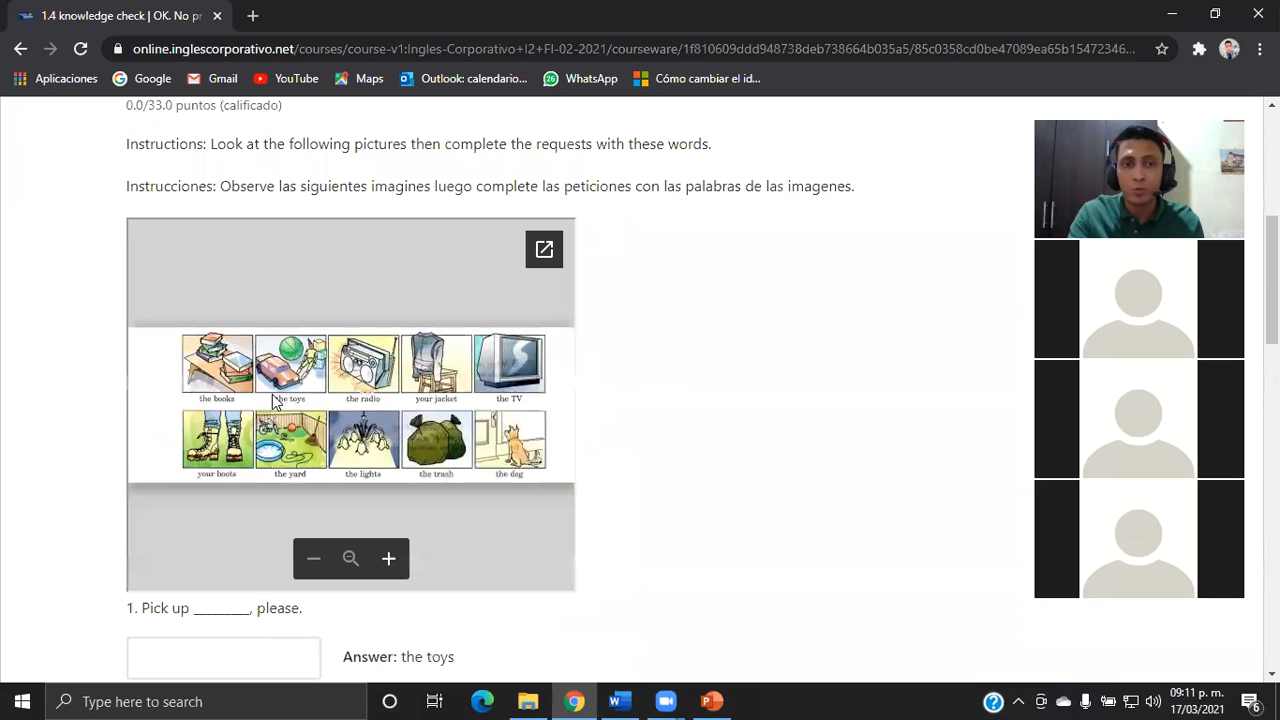 1.4 knowledge check | OK. No pr
online.inglescorporativo.net/courses/course-v1:Ingles-Corporativo+I2+FI-02-2021/courseware/1f810609ddd948738deb738664b035a5/85c0358cd0be47089ea65b15472346...
Aplicaciones Google Gmail YouTube Maps Outlook: calendario... 26 WhatsApp Cómo cambiar el id...
0.0/33.0 puntos (calificado)
Instructions: Look at the following pictures then complete the requests with these words.
Instrucciones: Observe las siguientes imagines luego complete las peticiones con las palabras de las imagenes.
the books the toys the radio your jacket the TV
your boots the yard the lights the trash the dog
1. Pick up _________, please.
Answer: the toys
Type here to search
09:11 p. m.
17/03/2021
6